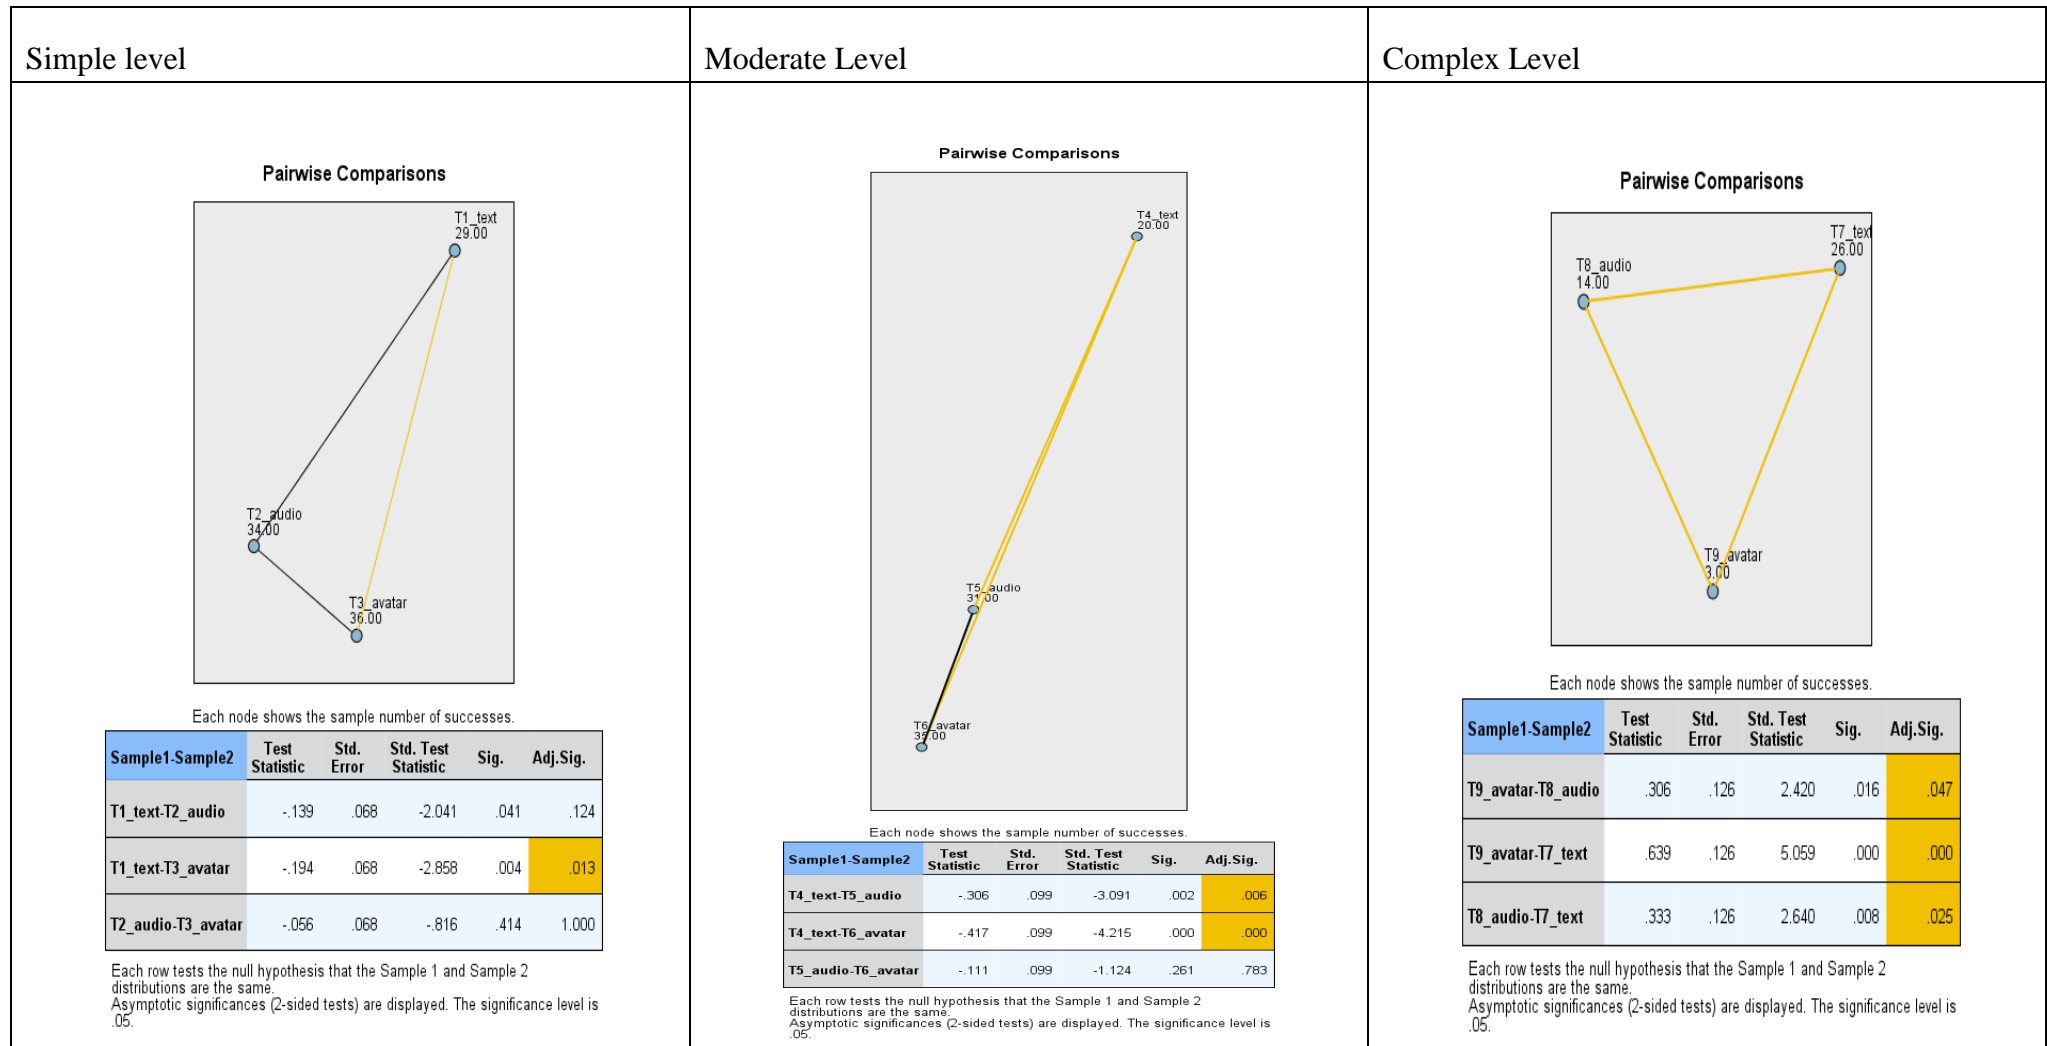 Simple level
Moderate Level
Complex Level
Pairwise Comparisons
T1_text
29.00
T2_audio
34.00
T3_avatar
36.00
Each node shows the sample number of successes.
Sample1-Sample2 Test Statistic Std. Error Std. Test Statistic Sig. Adj.Sig.
T1_text-T2_audio -.139 .068 -2.041 .041 .124
T1_text-T3_avatar -.194 .068 -2.858 .004 .013
T2_audio-T3_avatar -.056 .068 -.816 .414 1.000
Each row tests the null hypothesis that the Sample 1 and Sample 2
distributions are the same.
Asymptotic significances (2-sided tests) are displayed. The significance level is
.05.
Pairwise Comparisons
T4_text
20.00
T5_audio
31.00
T6_avatar
35.00
Each node shows the sample number of successes.
Sample1-Sample2 Test Statistic Std. Error Std. Test Statistic Sig. Adj.Sig.
T4_text-T5_audio -.306 .099 -3.091 .002 .006
T4_text-T6_avatar -.417 .099 -4.215 .000 .000
T5_audio-T6_avatar -.111 .099 -1.124 .261 .783
Each row tests the null hypothesis that the Sample 1 and Sample 2
distributions are the same.
Asymptotic significances (2-sided tests) are displayed. The significance level is
.05.
Pairwise Comparisons
T7_text
26.00
T8_audio
14.00
T9_avatar
3.00
Each node shows the sample number of successes.
Sample1-Sample2 Test Statistic Std. Error Std. Test Statistic Sig. Adj.Sig.
T9_avatar-T8_audio .306 .126 2.420 .016 .047
T9_avatar-T7_text .639 .126 5.059 .000 .000
T8_audio-T7_text .333 .126 2.640 .008 .025
Each row tests the null hypothesis that the Sample 1 and Sample 2
distributions are the same.
Asymptotic significances (2-sided tests) are displayed. The significance level is
.05.